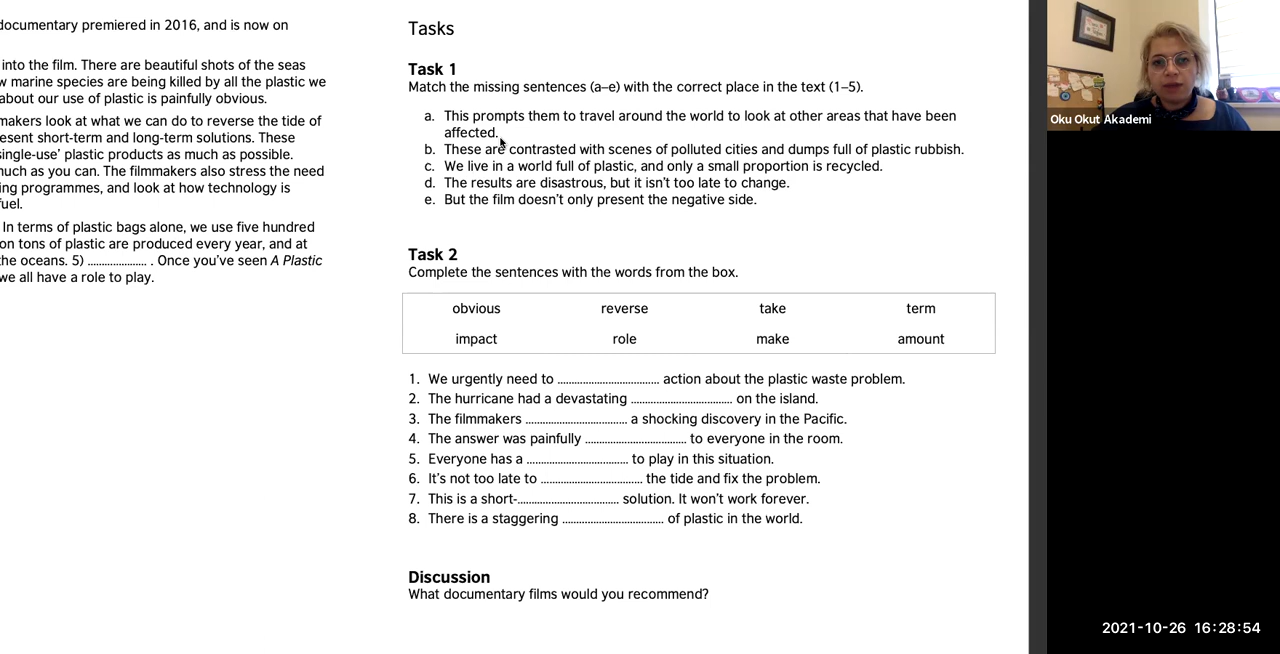 documentary premiered in 2016, and is now on
into the film. There are beautiful shots of the seas
w marine species are being killed by all the plastic we
about our use of plastic is painfully obvious.
makers look at what we can do to reverse the tide of
esent short-term and long-term solutions. These
single-use' plastic products as much as possible.
nuch as you can. The filmmakers also stress the need
ing programmes, and look at how technology is
fuel.
In terms of plastic bags alone, we use five hundred
on tons of plastic are produced every year, and at
the oceans. 5) ..................... . Once you've seen A Plastic
we all have a role to play.
Tasks
Task 1
Match the missing sentences (a–e) with the correct place in the text (1–5).
a. This prompts them to travel around the world to look at other areas that have been
affected.
b. These are contrasted with scenes of polluted cities and dumps full of plastic rubbish.
c. We live in a world full of plastic, and only a small proportion is recycled.
d. The results are disastrous, but it isn't too late to change.
e. But the film doesn't only present the negative side.
Task 2
Complete the sentences with the words from the box.
obvious reverse take term
impact role make amount
1. We urgently need to .................................... action about the plastic waste problem.
2. The hurricane had a devastating .................................... on the island.
3. The filmmakers .................................... a shocking discovery in the Pacific.
4. The answer was painfully .................................... to everyone in the room.
5. Everyone has a .................................... to play in this situation.
6. It's not too late to .................................... the tide and fix the problem.
7. This is a short-.................................... solution. It won't work forever.
8. There is a staggering .................................... of plastic in the world.
Discussion
What documentary films would you recommend?
Oku Okut Akademi
2021-10-26 16:28:54